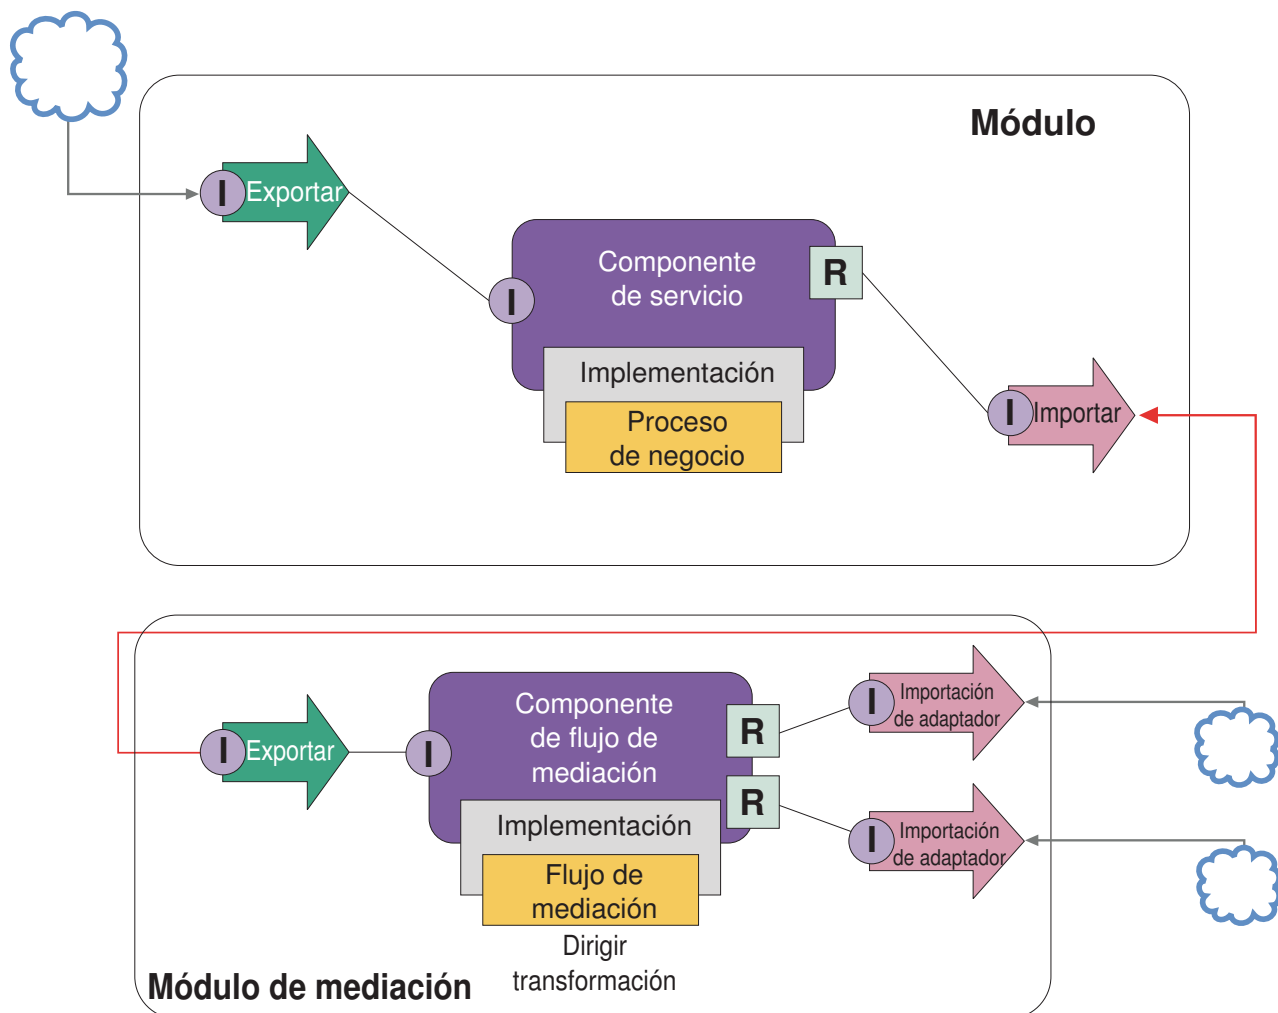 Módulo
I
Exportar
Componente
de servicio
R
I
Implementación
Proceso
de negocio
I
Importar
I
Exportar
I
Componente
de flujo de
mediación
R
R
Implementación
Flujo de
mediación
Dirigir
transformación
I
Importación
de adaptador
I
Importación
de adaptador
Módulo de mediación